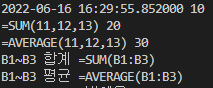 2022-06-16 16:29:55.852000 10
=SUM(11,12,13) 20
=AVERAGE(11,12,13) 30
B1~B3 합계 =SUM(B1:B3)
B1~B3 평균 =AVERAGE(B1:B3)